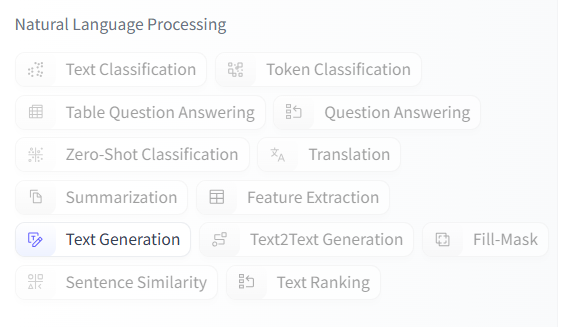 Natural Language Processing
Text Classification Token Classification
Table Question Answering Question Answering
Zero-Shot Classification Translation
Summarization Feature Extraction
Text Generation Text2Text Generation Fill-Mask
Sentence Similarity Text Ranking